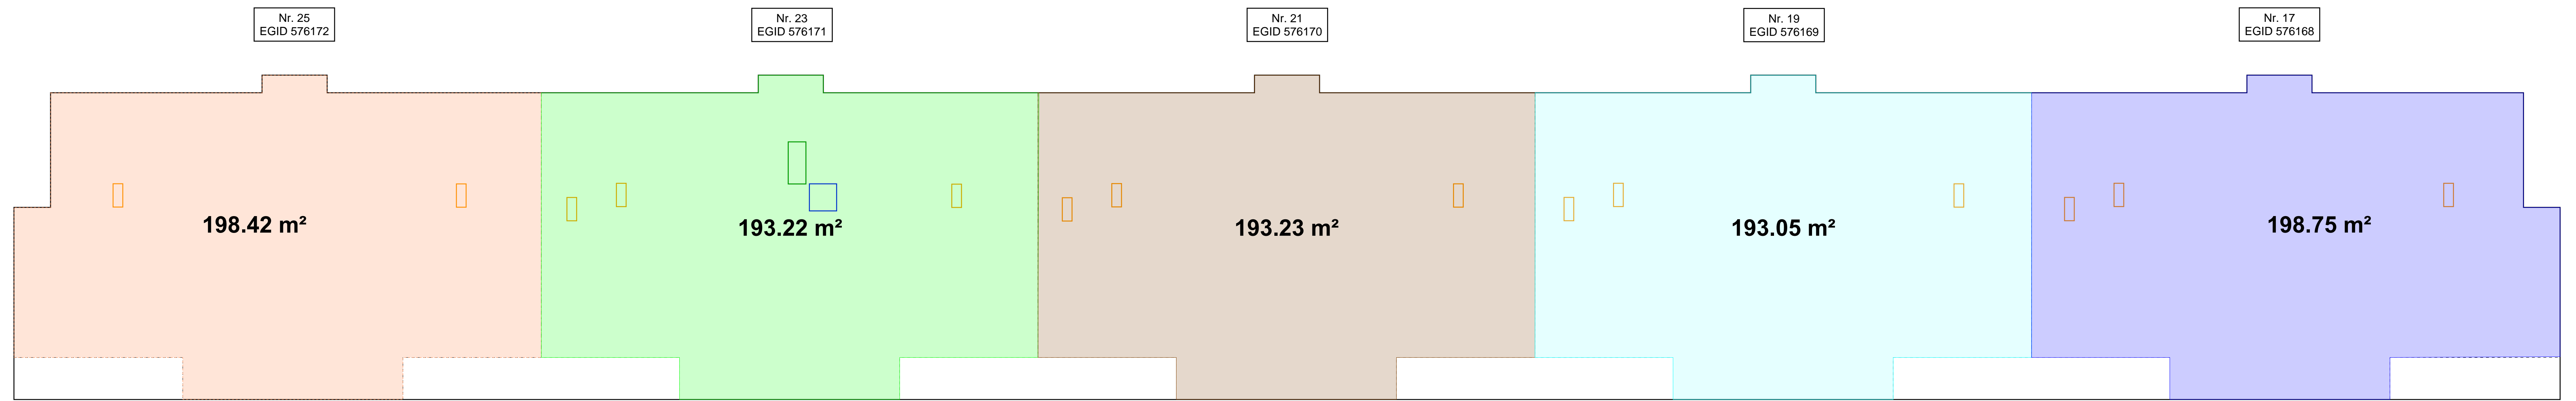 Nr. 25
EGID 576172
Nr. 23
EGID 576171
Nr. 21
EGID 576170
Nr. 19
EGID 576169
Nr. 17
EGID 576168
198.42 m²
193.22 m²
193.23 m²
193.05 m²
198.75 m²